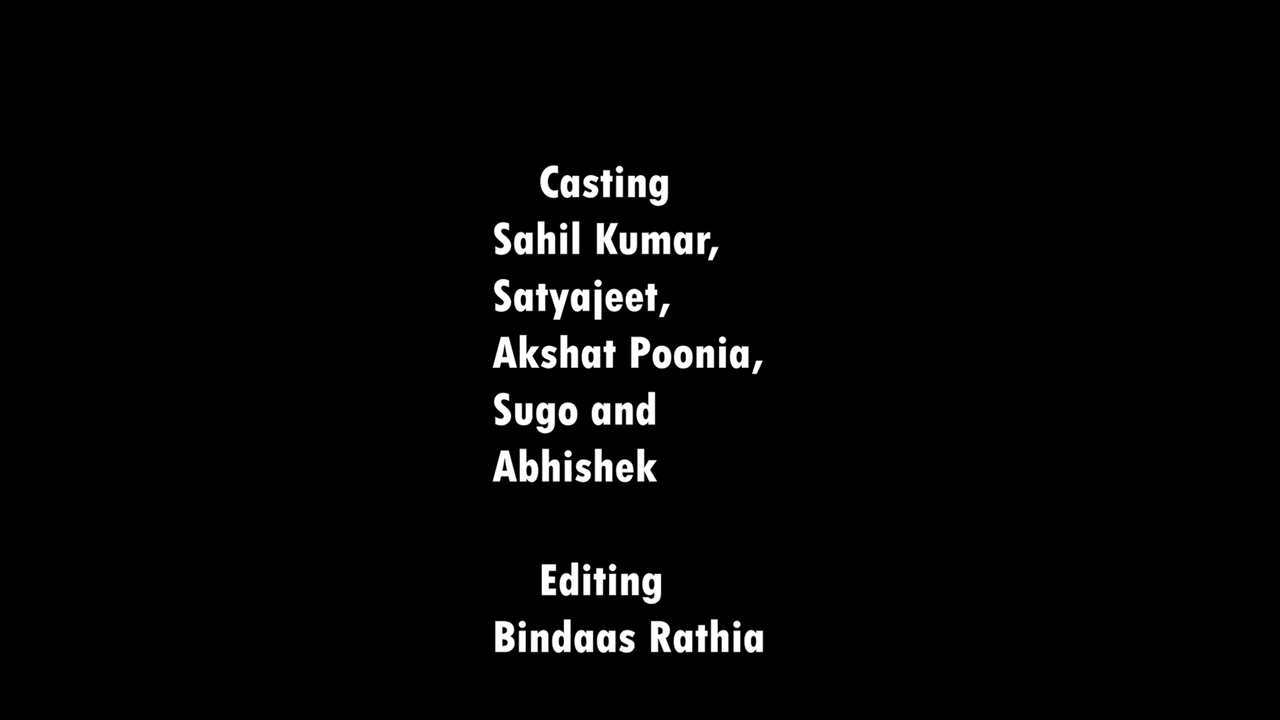 Casting
Sahil Kumar,
Satyajeet,
Akshat Poonia,
Sugo and
Abhishek
Editing
Bindaas Rathia